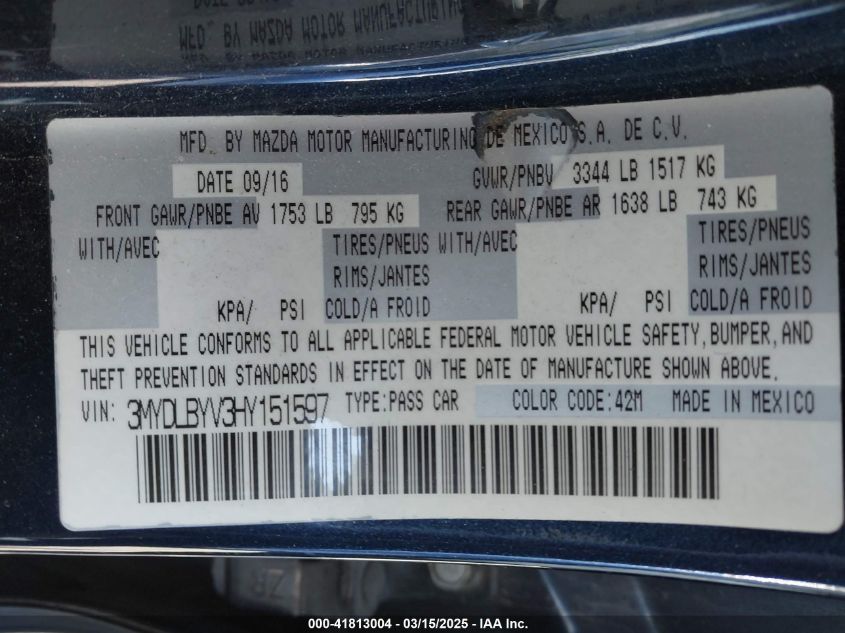 MFD. BY MAZDA MOTOR MANUFACTURING DE MEXICO S.A. DE C.V.
DATE 09/16 GVWR/PNBV 3344 LB 1517 KG
FRONT GAWR/PNBE AV 1753 LB 795 KG REAR GAWR/PNBE AR 1638 LB 743 KG
WITH/AVEC TIRES/PNEUS WITH/AVEC TIRES/PNEUS
RIMS/JANTES RIMS/JANTES
KPA/ PSI COLD/A FROID KPA/ PSI COLD/A FROID
THIS VEHICLE CONFORMS TO ALL APPLICABLE FEDERAL MOTOR VEHICLE SAFETY, BUMPER, AND
THEFT PREVENTION STANDARDS IN EFFECT ON THE DATE OF MANUFACTURE SHOWN ABOVE.
VIN: 3MYDLBYV3HY151597 TYPE:PASS CAR COLOR CODE:42M MADE IN MEXICO
000-41813004 - 03/15/2025 - IAA Inc.